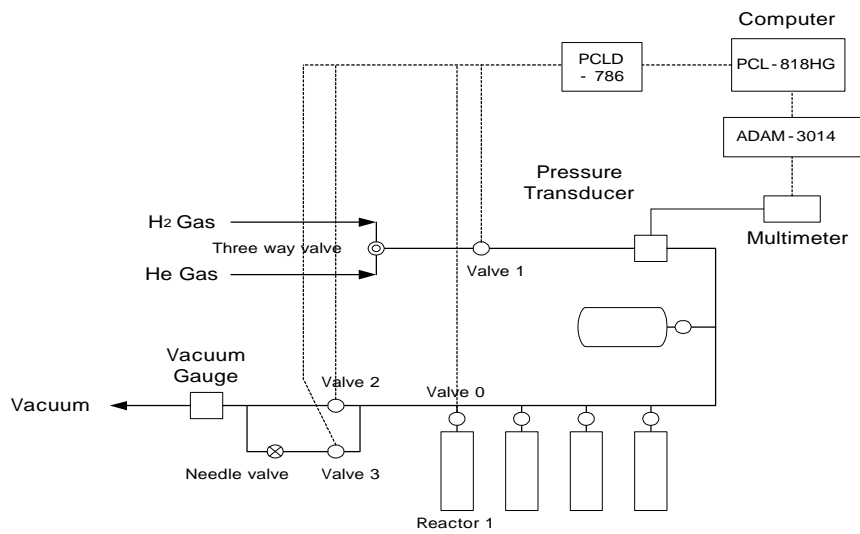 Computer
PCLD
- 786
PCL-818HG
ADAM-3014
Pressure
Transducer
H2 Gas
Three way valve
Multimeter
He Gas
Valve 1
Vacuum
Gauge
Valve 2
Valve 0
Vacuum
Needle valve
Valve 3
Reactor 1